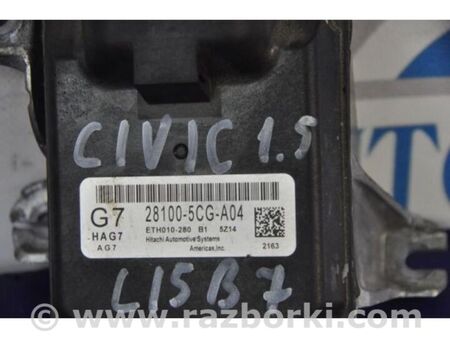 CIVIC 1.5
G7 28100-5CG-A04
HAG7 ETH010-280 B1 5Z14
AG7 Hitachi Automotive Systems
Americas, Inc. 2163
L15B7
www.razborki.com